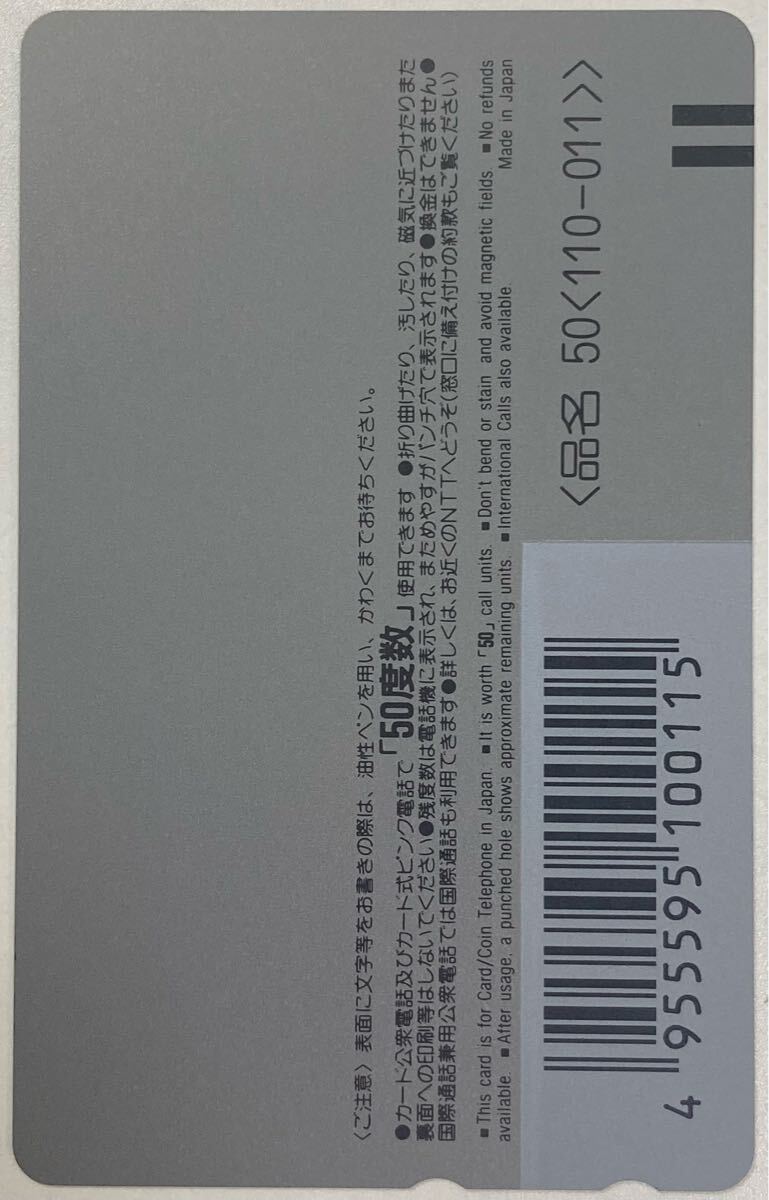 〈ご注意〉表面に文字等をお書きの際は、油性ペンを用い、かわくまでお待ちください。
●カード公衆電話及びカード式ピンク電話で「50度数」使用できます ●折り曲げたり、汚したり、磁気に近づけたりまた
裏面への印刷等はしないでください●残度数は電話機に表示され、まためやすがパンチ穴で表示されます●換金はできません●
国際通話兼用公衆電話では国際通話も利用できます●詳しくは、お近くのNTTへどうぞ(窓口に備え付けの約款もご覧ください)
■This card is for Card/Coin Telephone in Japan. ■It is worth「50」call units. ■Don't bend or stain and avoid magnetic fields. ■No refunds
available. ■After usage, a punched hole shows approximate remaining units. ■International Calls also available. Made in Japan
〈品名 50〈110-011〉〉
4 955595 100115